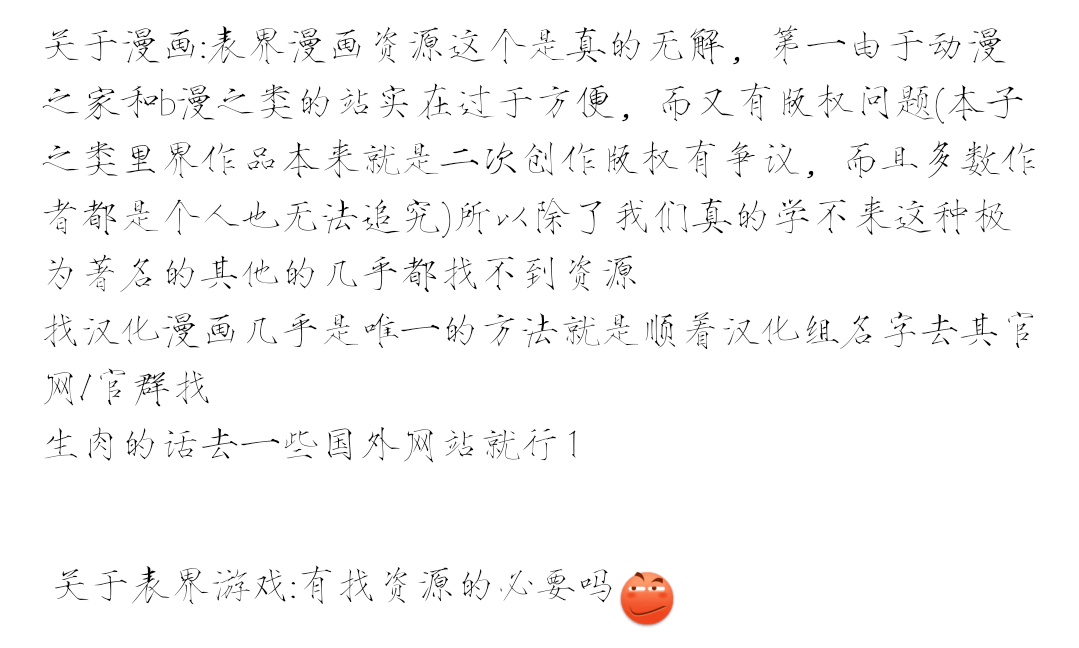 关于漫画:表界漫画资源这个是真的无解，第一由于动漫
之家和b漫之类的站实在过于方便，而又有版权问题(本子
之类里界作品本来就是二次创作版权有争议，而且多数作
者都是个人也无法追究)所以除了我们真的学不来这种极
为著名的其他的几乎都找不到资源
找汉化漫画几乎是唯一的方法就是顺着汉化组名字去其官
网/官群找
生肉的话去一些国外网站就行1
关于表界游戏:有找资源的必要吗